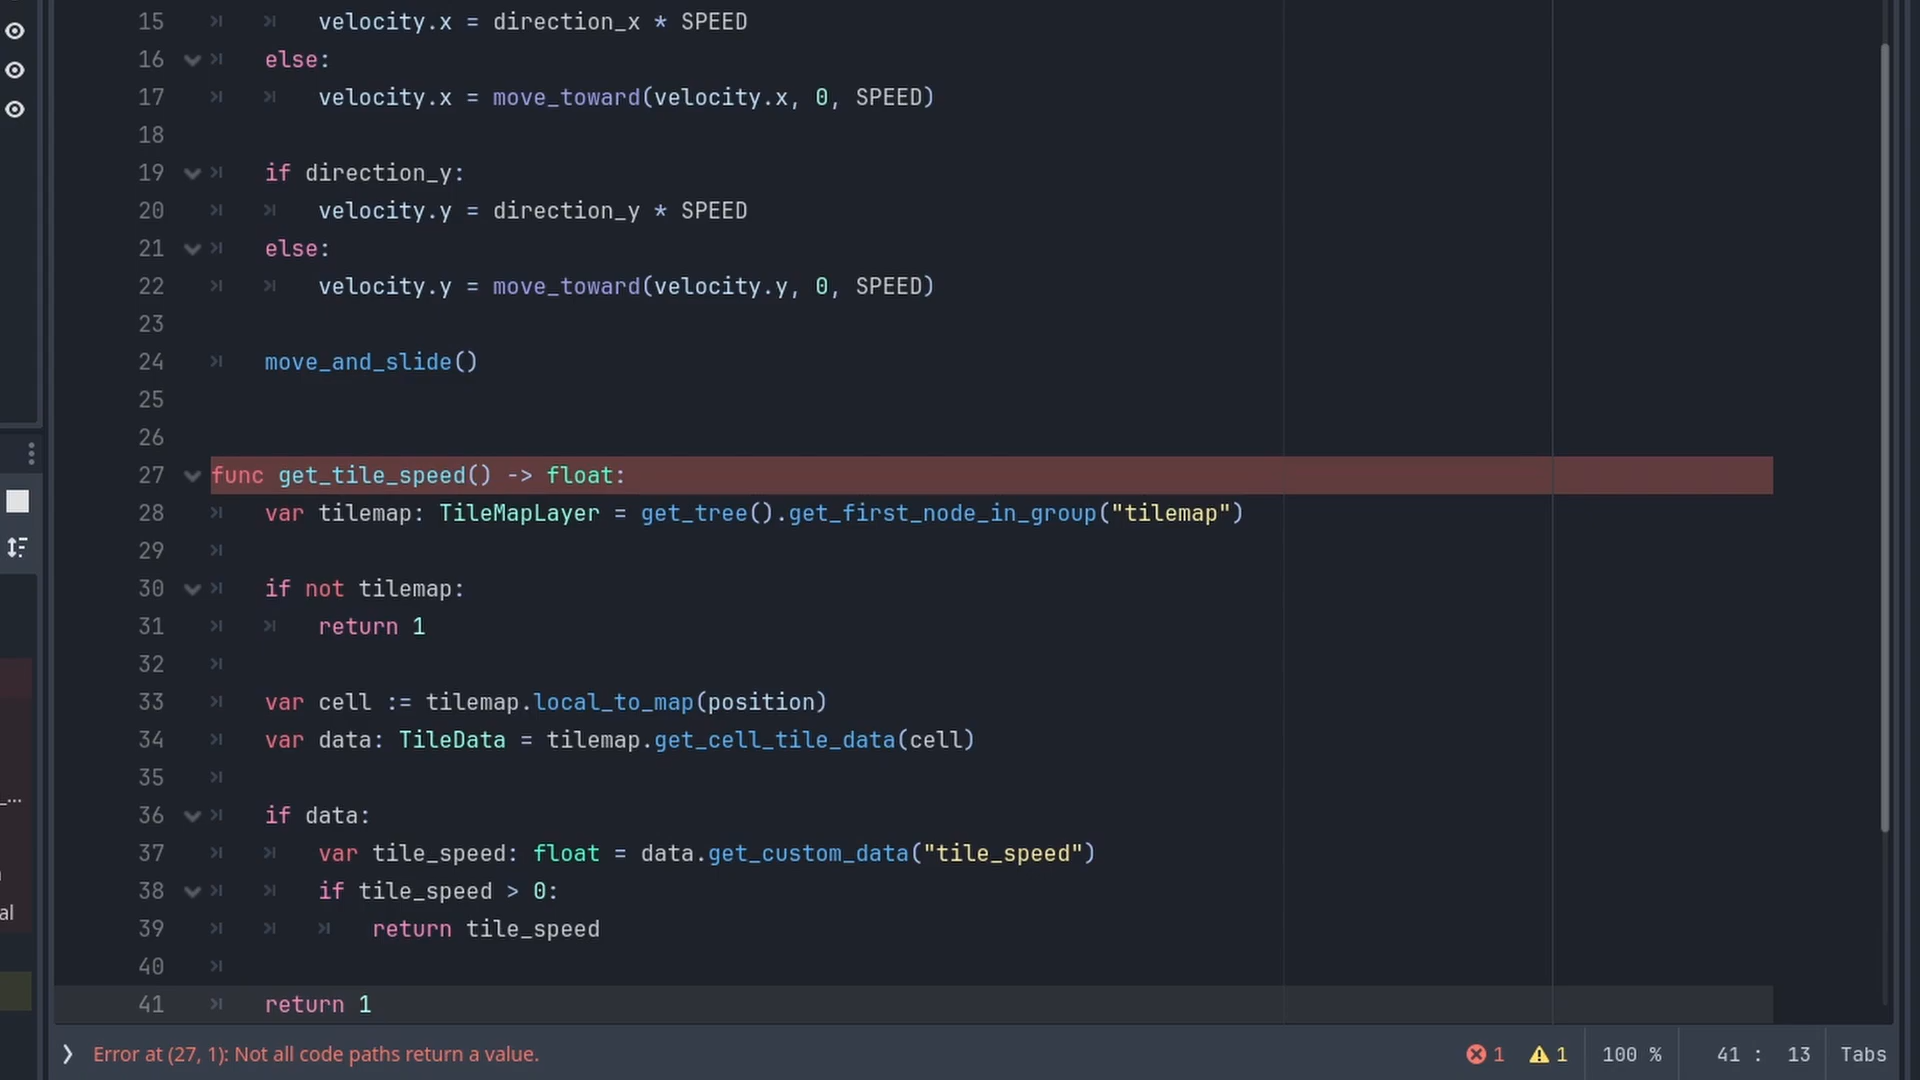 15 velocity.x = direction_x * SPEED
16 else:
17 velocity.x = move_toward(velocity.x, 0, SPEED)
18
19 if direction_y:
20 velocity.y = direction_y * SPEED
21 else:
22 velocity.y = move_toward(velocity.y, 0, SPEED)
23
24 move_and_slide()
25
26
27 func get_tile_speed() -> float:
28 var tilemap: TileMapLayer = get_tree().get_first_node_in_group("tilemap")
29
30 if not tilemap:
31 return 1
32
33 var cell := tilemap.local_to_map(position)
34 var data: TileData = tilemap.get_cell_tile_data(cell)
35
36 if data:
37 var tile_speed: float = data.get_custom_data("tile_speed")
38 if tile_speed > 0:
39 return tile_speed
40
41 return 1
_...
al
Error at (27, 1): Not all code paths return a value.
1 1 100 % 41 : 13 Tabs